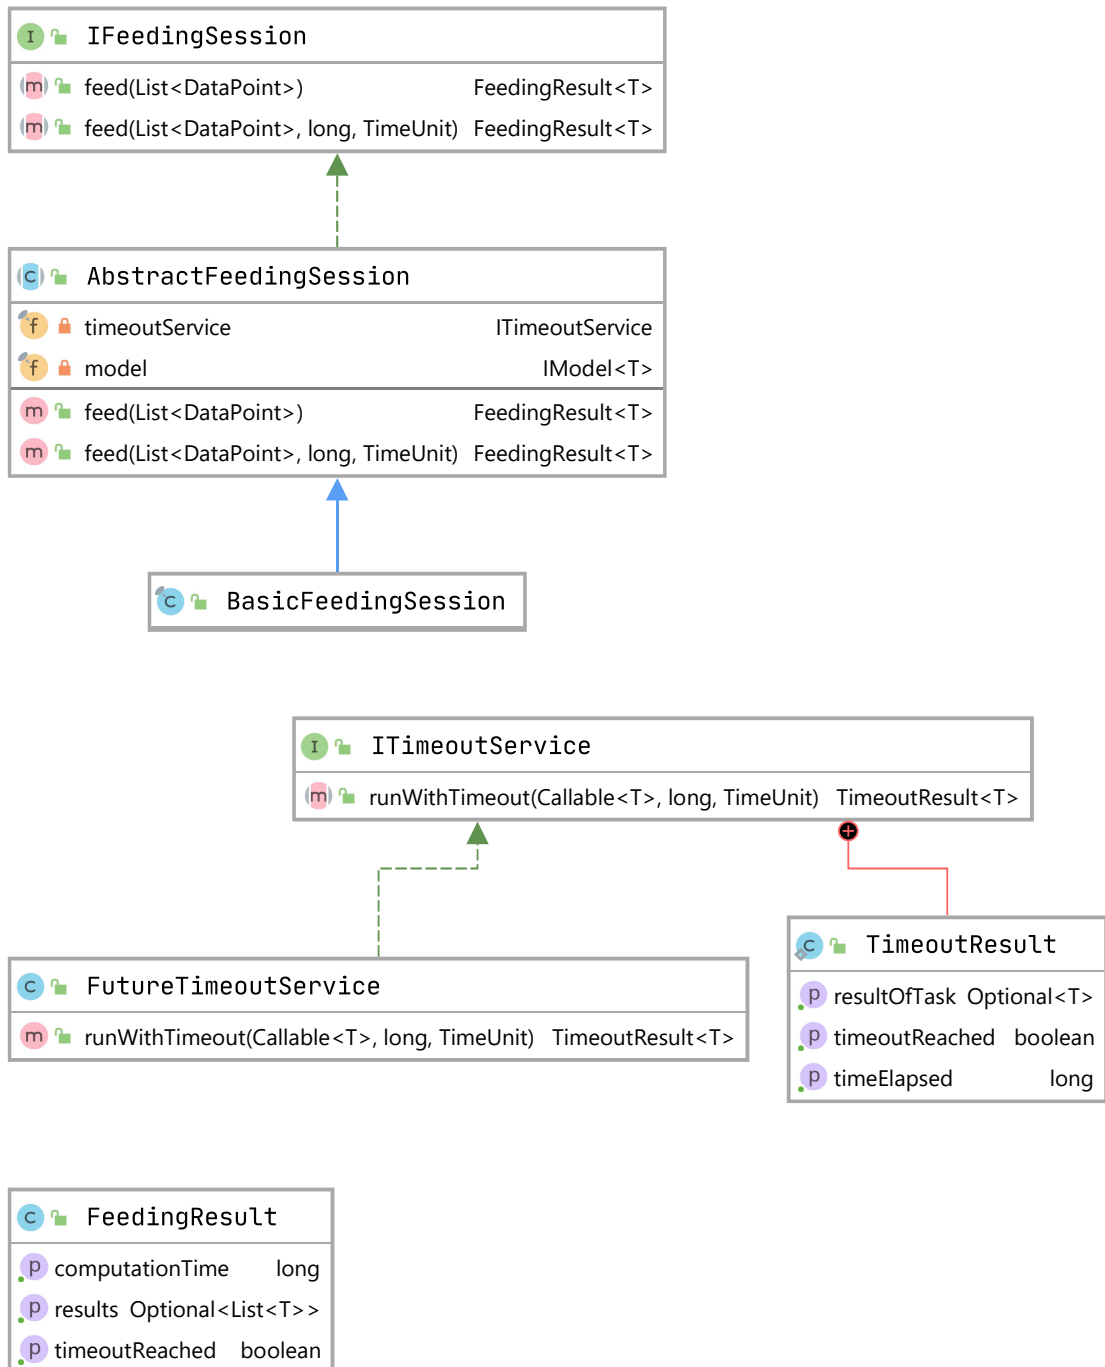 IFeedingSession
feed(List<DataPoint>) FeedingResult<T>
feed(List<DataPoint>, long, TimeUnit) FeedingResult<T>
AbstractFeedingSession
timeoutService ITimeoutService
model IModel<T>
feed(List<DataPoint>) FeedingResult<T>
feed(List<DataPoint>, long, TimeUnit) FeedingResult<T>
BasicFeedingSession
ITimeoutService
runWithTimeout(Callable<T>, long, TimeUnit) TimeoutResult<T>
TimeoutResult
resultOfTask Optional<T>
timeoutReached boolean
timeElapsed long
FutureTimeoutService
runWithTimeout(Callable<T>, long, TimeUnit) TimeoutResult<T>
FeedingResult
computationTime long
results Optional<List<T>>
timeoutReached boolean